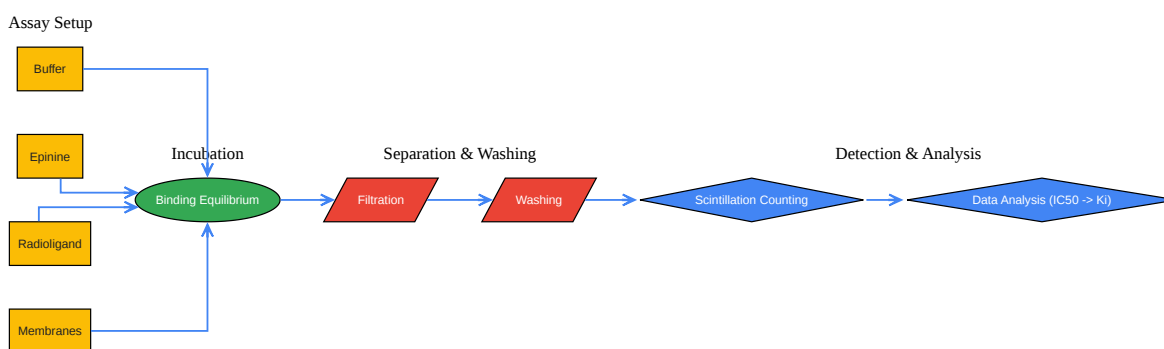 Assay Setup
Buffer
Epinine
Radioligand
Membranes
Incubation
Binding Equilibrium
Separation & Washing
Filtration
Washing
Detection & Analysis
Scintillation Counting
Data Analysis (IC50 -> Ki)